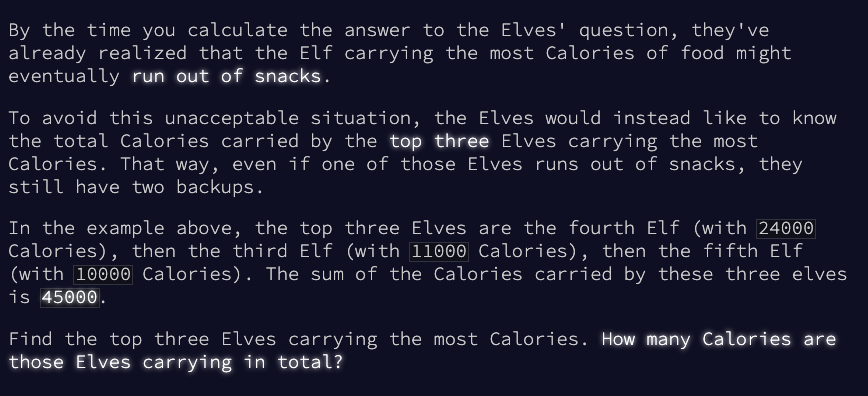 By the time you calculate the answer to the Elves' question, they've
already realized that the Elf carrying the most Calories of food might
eventually run out of snacks.
To avoid this unacceptable situation, the Elves would instead like to know
the total Calories carried by the top three Elves carrying the most
Calories. That way, even if one of those Elves runs out of snacks, they
still have two backups.
In the example above, the top three Elves are the fourth Elf (with 24000
Calories), then the third Elf (with 11000 Calories), then the fifth Elf
(with 10000 Calories). The sum of the Calories carried by these three elves
is 45000.
Find the top three Elves carrying the most Calories. How many Calories are
those Elves carrying in total?